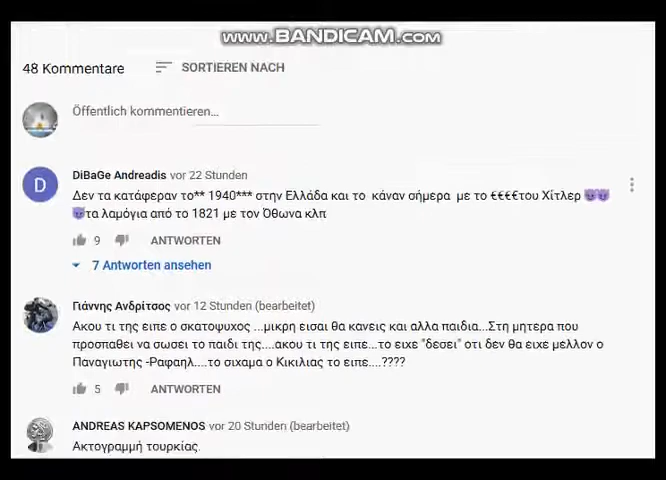 www.BANDICAM.com
48 Kommentare SORTIEREN NACH
Öffentlich kommentieren...
D
DiBaGe Andreadis vor 22 Stunden
Δεν τα κατάφεραν το** 1940*** στην Ελλάδα και το κάναν σήμερα με το €€€€του Χίτλερ 😈😈
😈τα λαμόγια από το 1821 με τον Όθωνα κλπ
9 ANTWORTEN
7 Antworten ansehen
Γιάννης Ανδρίτσος vor 12 Stunden (bearbeitet)
Ακου τι της ειπε ο σκατοψυχος ...μικρη εισαι θα κανεις και αλλα παιδια...Στη μητερα που
προσπαθει να σωσει το παιδι της....ακου τι της ειπε...το ειχε "δεσει" οτι δεν θα ειχε μελλον ο
Παναγιωτης -Ραφαηλ....το σιχαμα ο Κικιλιας το ειπε....????
5 ANTWORTEN
ANDREAS KAPSOMENOS vor 20 Stunden (bearbeitet)
Ακτογραμμή τουρκίας.